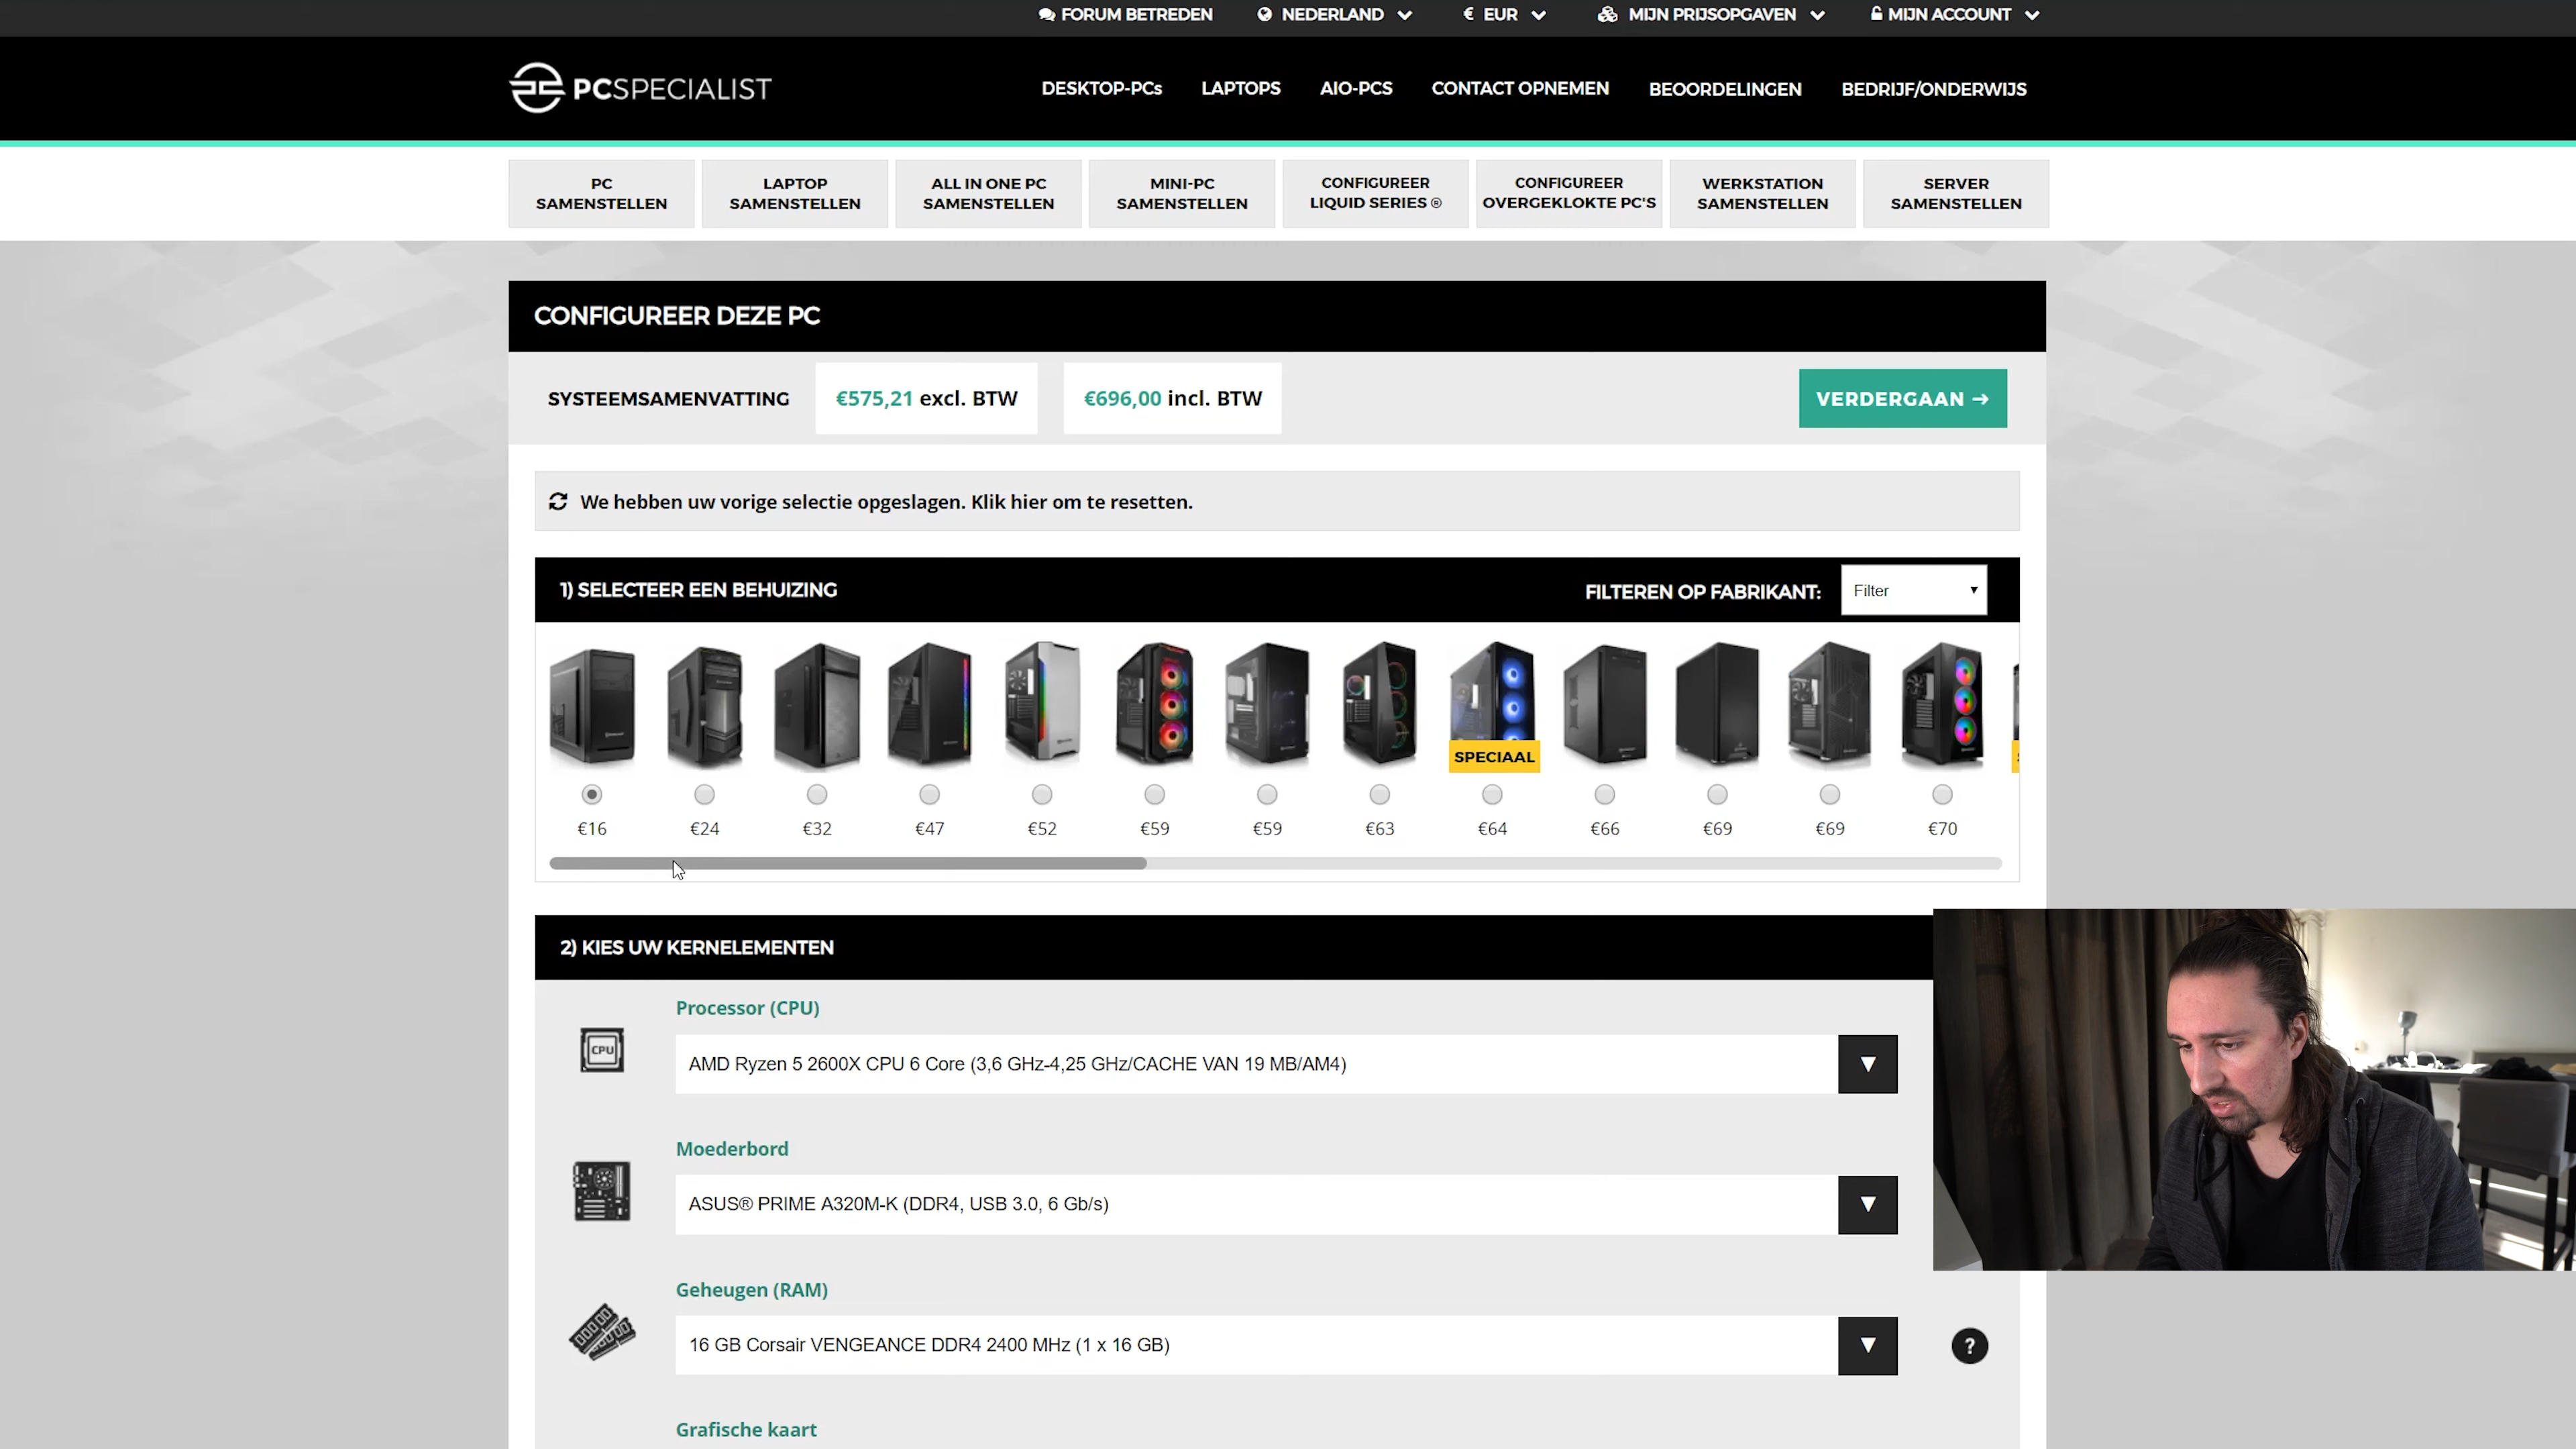 FORUM BETREDEN NEDERLAND € EUR MIJN PRIJSOPGAVEN MIJN ACCOUNT
PCSPECIALIST DESKTOP-PCs LAPTOPS AIO-PCS CONTACT OPNEMEN BEOORDELINGEN BEDRIJF/ONDERWIJS
PC SAMENSTELLEN
LAPTOP SAMENSTELLEN
ALL IN ONE PC SAMENSTELLEN
MINI-PC SAMENSTELLEN
CONFIGUREER LIQUID SERIES ®
CONFIGUREER OVERGEKLOKTE PC'S
WERKSTATION SAMENSTELLEN
SERVER SAMENSTELLEN
CONFIGUREER DEZE PC
SYSTEEMSAMENVATTING €575,21 excl. BTW €696,00 incl. BTW VERDERGAAN →
We hebben uw vorige selectie opgeslagen. Klik hier om te resetten.
1) SELECTEER EEN BEHUIZING FILTEREN OP FABRIKANT: Filter
SPECIAAL
€16 €24 €32 €47 €52 €59 €59 €63 €64 €66 €69 €69 €70
2) KIES UW KERNELEMENTEN
Processor (CPU)
CPU
AMD Ryzen 5 2600X CPU 6 Core (3,6 GHz-4,25 GHz/CACHE VAN 19 MB/AM4)
Moederbord
ASUS® PRIME A320M-K (DDR4, USB 3.0, 6 Gb/s)
Geheugen (RAM)
16 GB Corsair VENGEANCE DDR4 2400 MHz (1 x 16 GB) ?
Grafische kaart